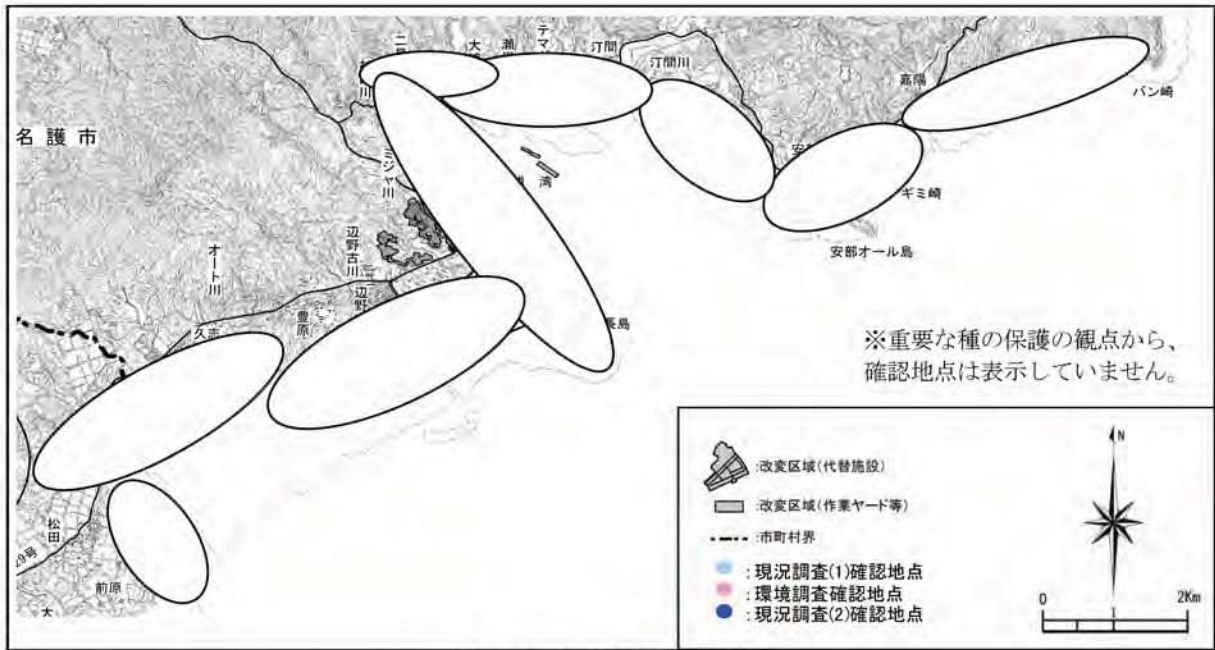 二
大
瀬
テマ
汀間
汀間川
嘉陽
バン崎
川
名護市
ミジャ川
湾
安
ギミ崎
安部オール島
辺野古川
オート川
辺野
豊原
久志
長島
※重要な種の保護の観点から、
確認地点は表示していません。
:改変区域(代替施設)
:改変区域(作業ヤード等)
:市町村界
:現況調査(1)確認地点
:環境調査確認地点
:現況調査(2)確認地点
N
0 1 2Km
松田
29号
前原